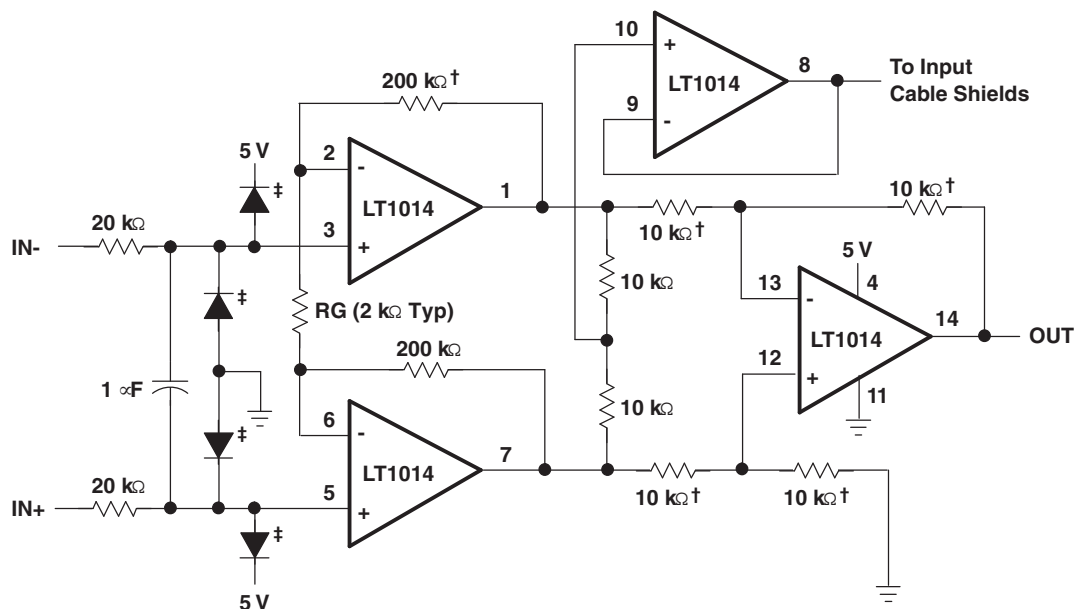 10
+
8
To Input
Cable Shields
LT1014
9
-
200 kΩ†
5 V
‡
2
-
LT1014
1
3
+
20 kΩ
IN-
10 kΩ†
10 kΩ†
5 V
4
13
-
LT1014
14
OUT
12
+
11
‡
10 kΩ
RG (2 kΩ Typ)
200 kΩ
1 ∝F
10 kΩ
‡
6
-
LT1014
7
5
+
20 kΩ
IN+
10 kΩ†
10 kΩ†
‡
5 V